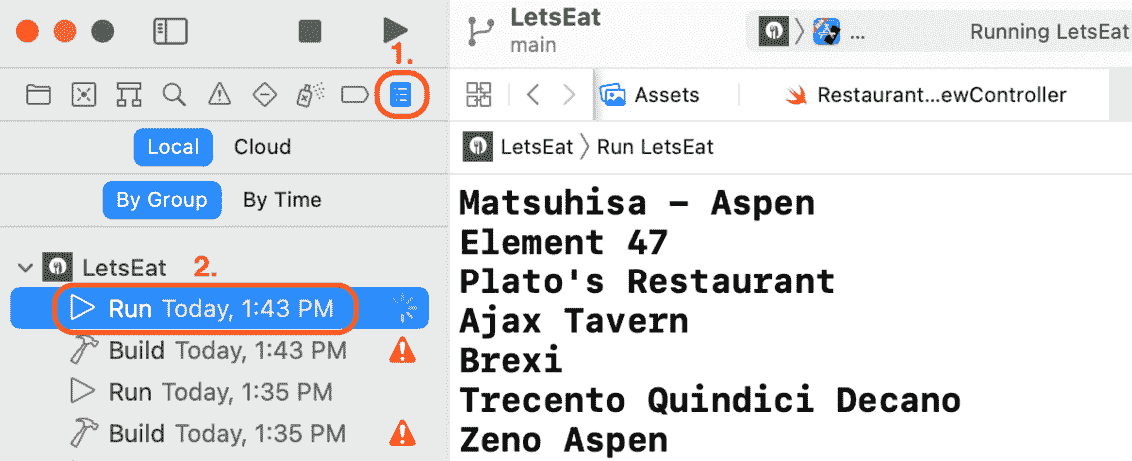 LetsEat
main
... Running LetsEat
1.
Assets
Restaurant...ewController
Local Cloud
LetsEat 〉 Run LetsEat
By Group By Time
LetsEat 2.
Run Today, 1:43 PM
Build Today, 1:43 PM
Run Today, 1:35 PM
Build Today, 1:35 PM
Matsuhisa – Aspen
Element 47
Plato's Restaurant
Ajax Tavern
Brexi
Trecento Quindici Decano
Zeno Aspen